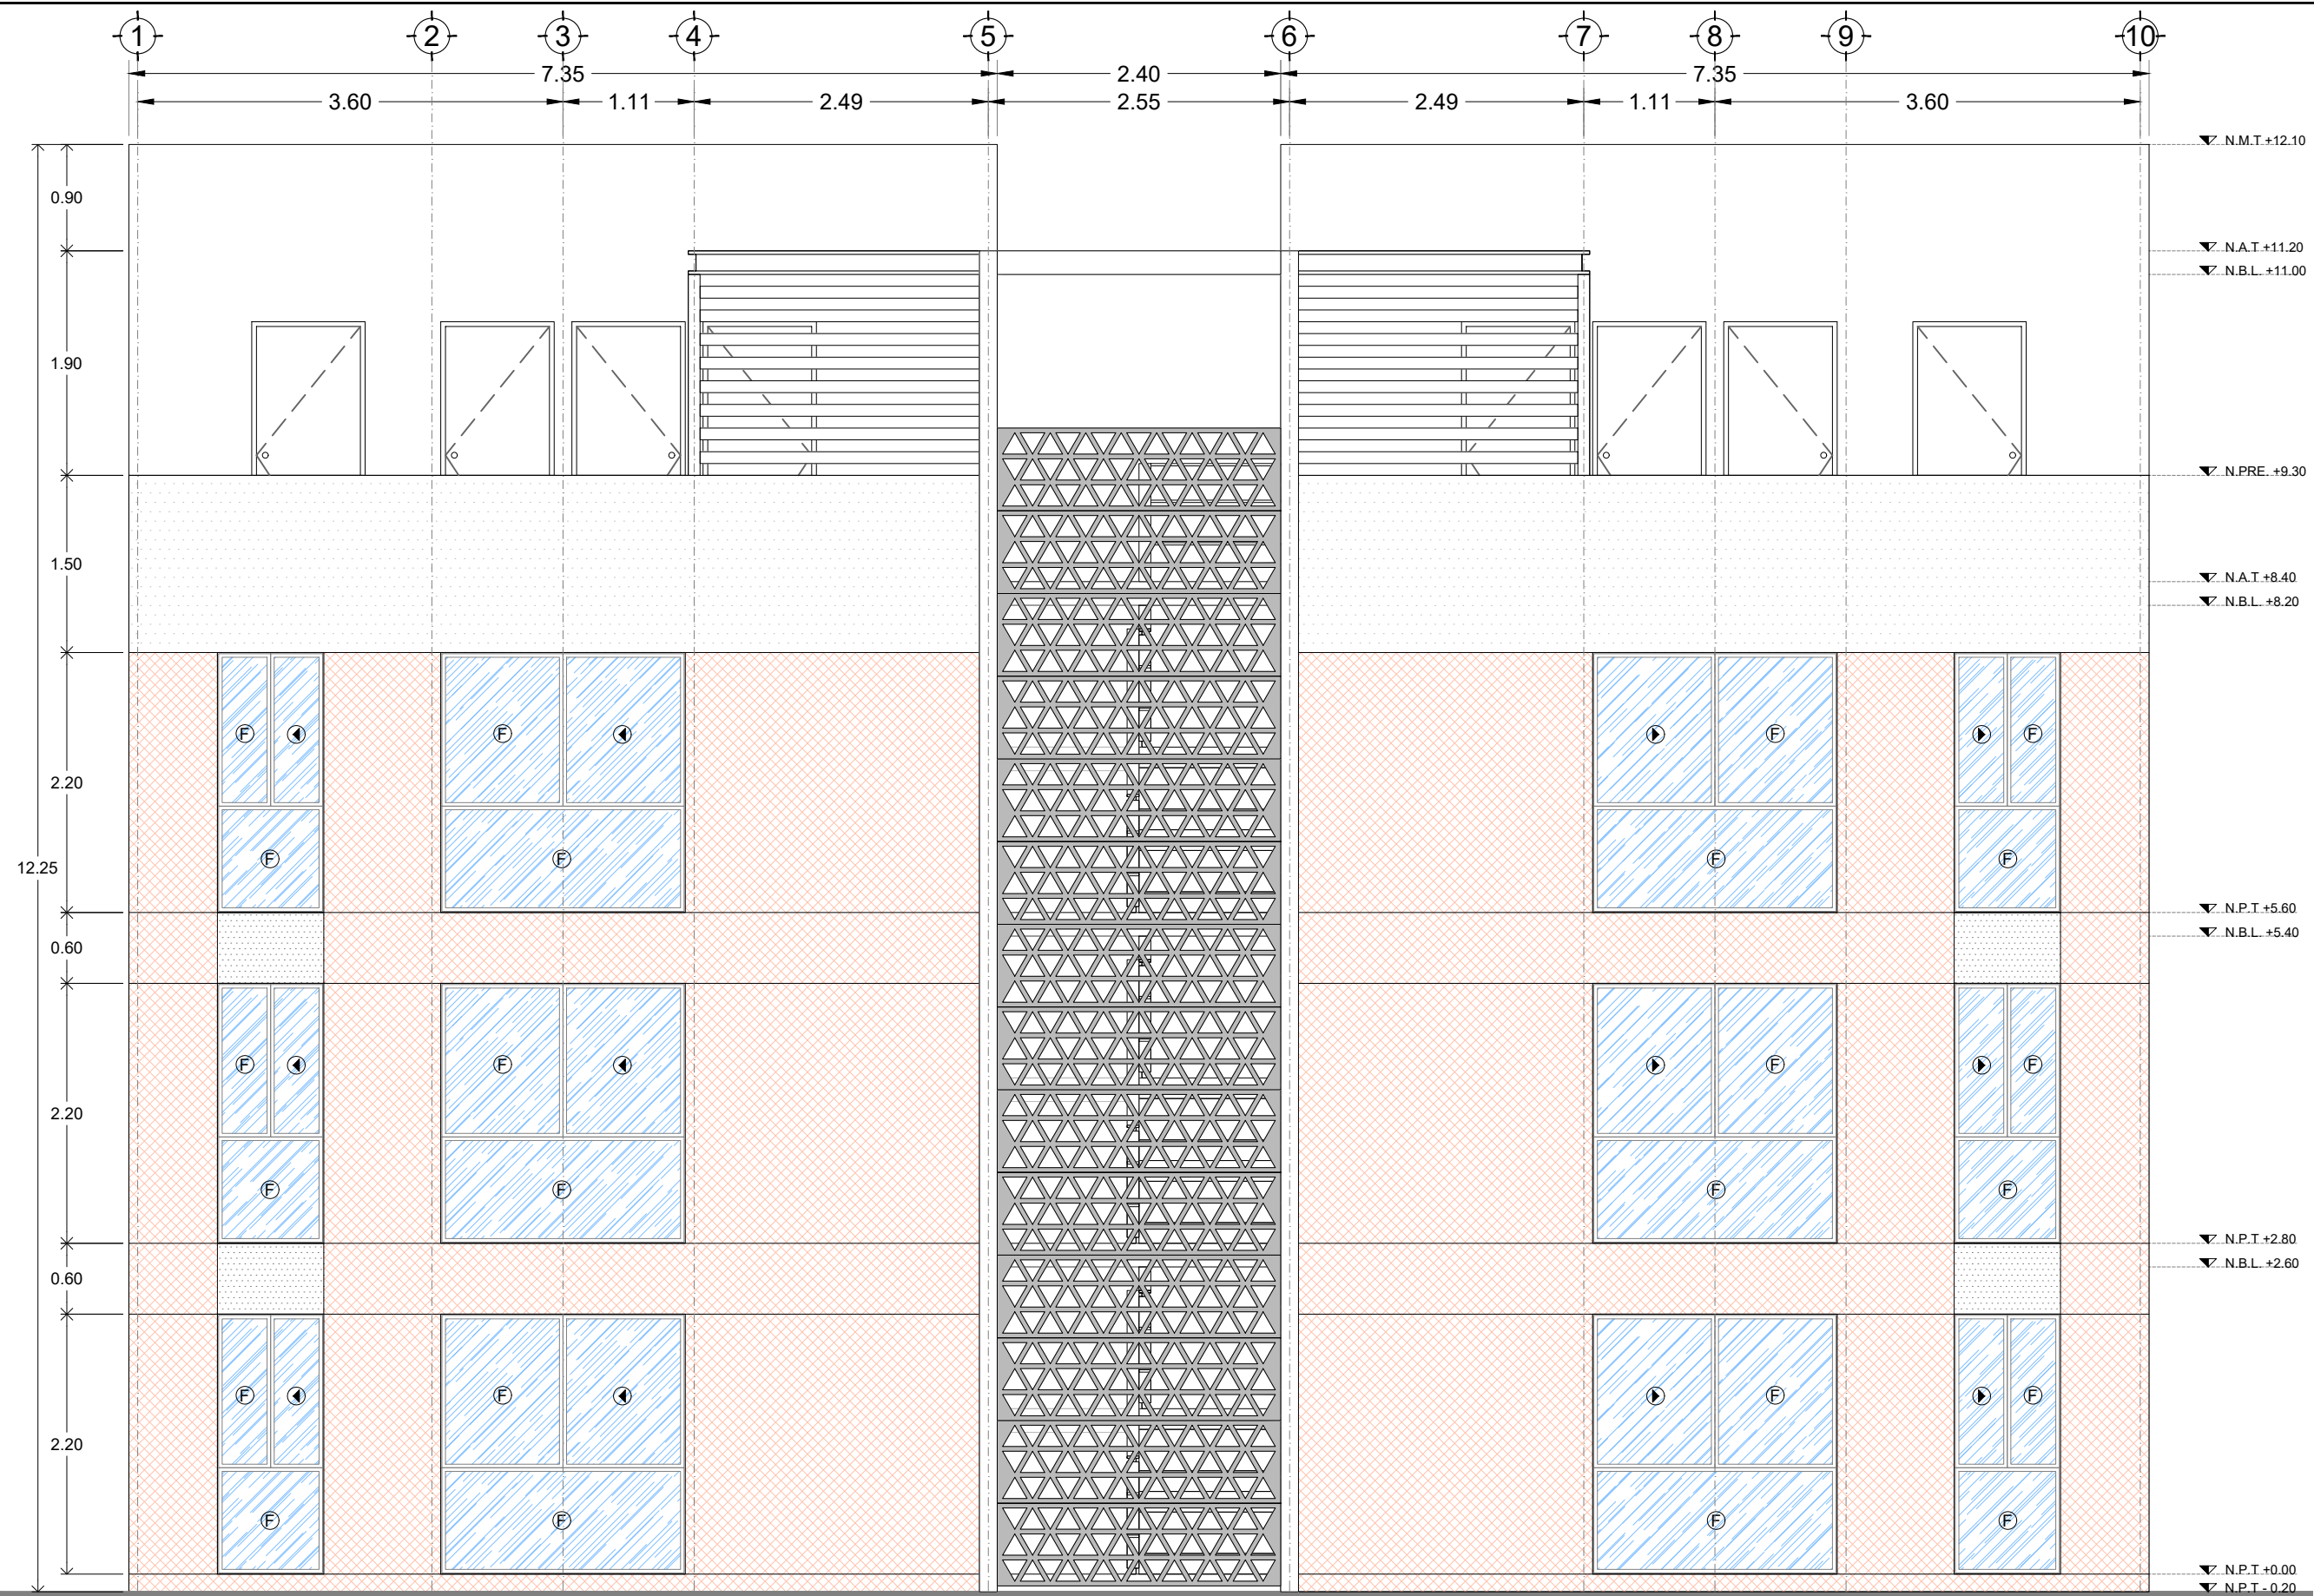 1 2 3 4 5 6 7 8 9 10
7.35 2.40 7.35
3.60 1.11 2.49 2.55 2.49 1.11 3.60
N.M.T +12.10
0.90
N.A.T +11.20
N.B.L. +11.00
1.90
N.PRE. +9.30
1.50
N.A.T +8.40
N.B.L. +8.20
F F F F
2.20
F F F F
12.25
N.P.T +5.60
0.60
N.B.L. +5.40
F F F F
2.20
F F F F
N.P.T +2.80
0.60
N.B.L. +2.60
F F F F
2.20
F F F F
N.P.T +0.00
N.P.T - 0.20